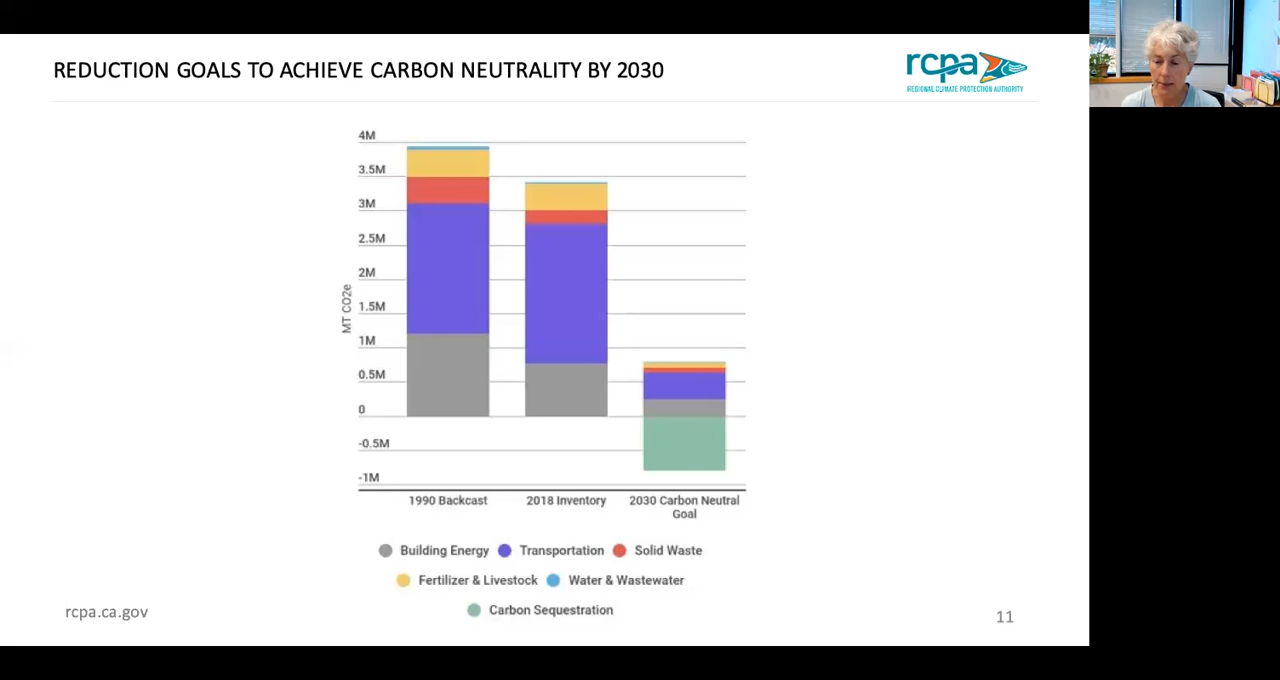 REDUCTION GOALS TO ACHIEVE CARBON NEUTRALITY BY 2030
rcpa
REGIONAL CLIMATE PROTECTION AUTHORITY
4M
3.5M
3M
2.5M
2M
1.5M
1M
0.5M
0
-0.5M
-1M
MT CO2e
1990 Backcast
2018 Inventory
2030 Carbon Neutral
Goal
Building Energy
Transportation
Solid Waste
Fertilizer & Livestock
Water & Wastewater
Carbon Sequestration
rcpa.ca.gov
11